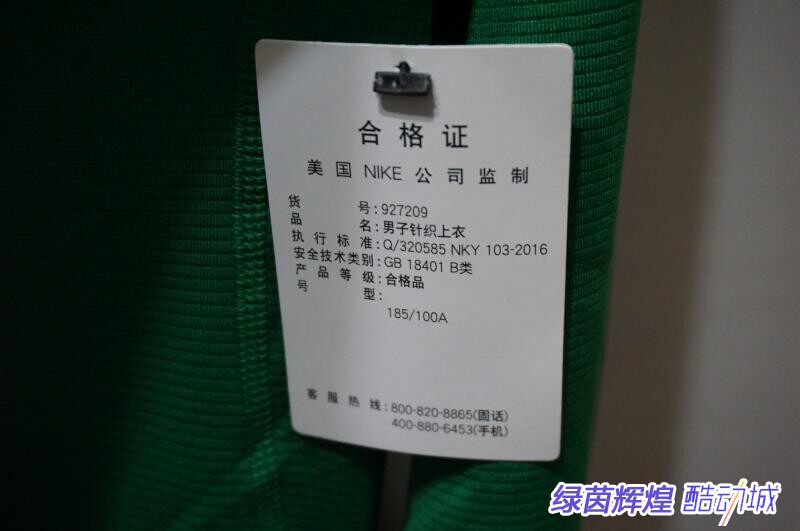 合格证
美国 NIKE 公司监制
货号:927209
品名:男子针织上衣
执行标准:Q/320585 NKY 103-2016
安全技术类别:GB 18401 B类
产品等级:合格品
号型:
185/100A
客服热线:800-820-8865(固话)
400-880-6453(手机)
绿茵辉煌 酷动城